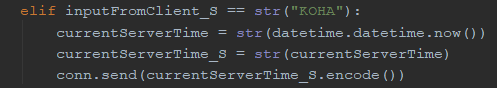 elif inputFromClient_S == str("KOHA"):
    currentServerTime = str(datetime.datetime.now())
    currentServerTime_S = str(currentServerTime)
    conn.send(currentServerTime_S.encode())